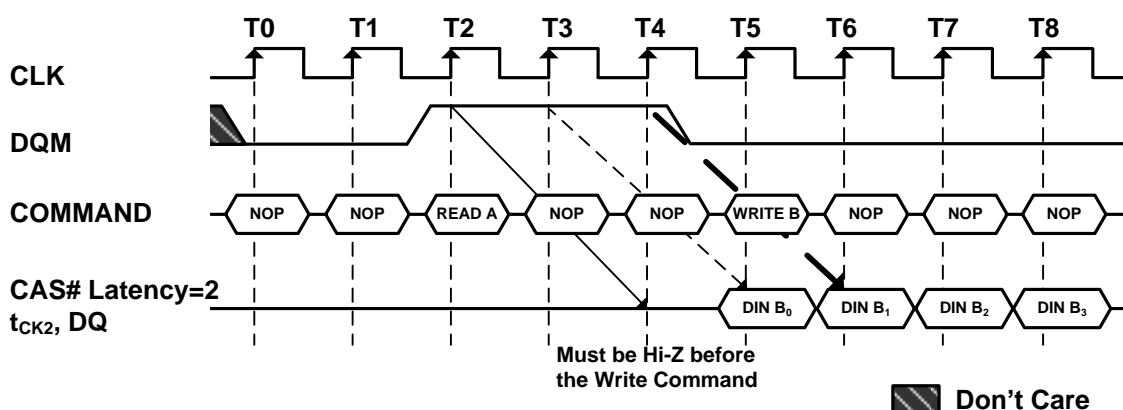 T0 T1 T2 T3 T4 T5 T6 T7 T8
CLK
DQM
COMMAND NOP NOP READ A NOP NOP WRITE B NOP NOP NOP
CAS# Latency=2
tCK2, DQ DIN B0 DIN B1 DIN B2 DIN B3
Must be Hi-Z before
the Write Command
Don't Care